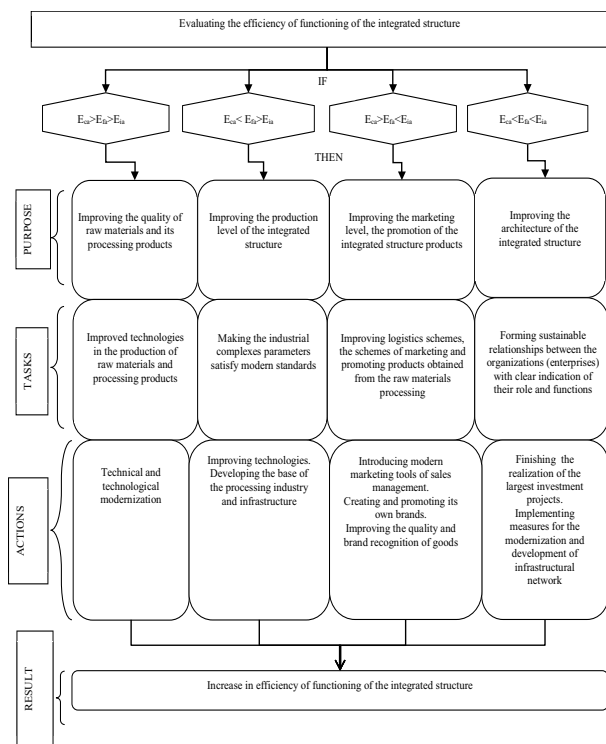 Evaluating the efficiency of functioning of the integrated structure
IF
Eca>Efa>Eia
Eca< Efa>Eia
Eca>Efa<Eia
Eca<Efa<Eia
THEN
PURPOSE
Improving the quality of
raw materials and its
processing products
Improving the production
level of the integrated
structure
Improving the marketing
level, the promotion of the
integrated structure products
Improving the
architecture of the
integrated structure
TASKS
Improved technologies
in the production of
raw materials and
processing products
Making the industrial
complexes parameters
satisfy modern standards
Improving logistics schemes,
the schemes of marketing and
promoting products obtained
from the raw materials
processing
Forming sustainable
relationships between the
organizations (enterprises)
with clear indication of
their role and functions
ACTIONS
Technical and
technological
modernization
Improving technologies.
Developing the base of
the processing industry
and infrastructure
Introducing modern
marketing tools of sales
management.
Creating and promoting its
own brands.
Improving the quality and
brand recognition of goods
Finishing the
realization of the
largest investment
projects.
Implementing
measures for the
modernization and
development of
infrastructural
network
RESULT
Increase in efficiency of functioning of the integrated structure